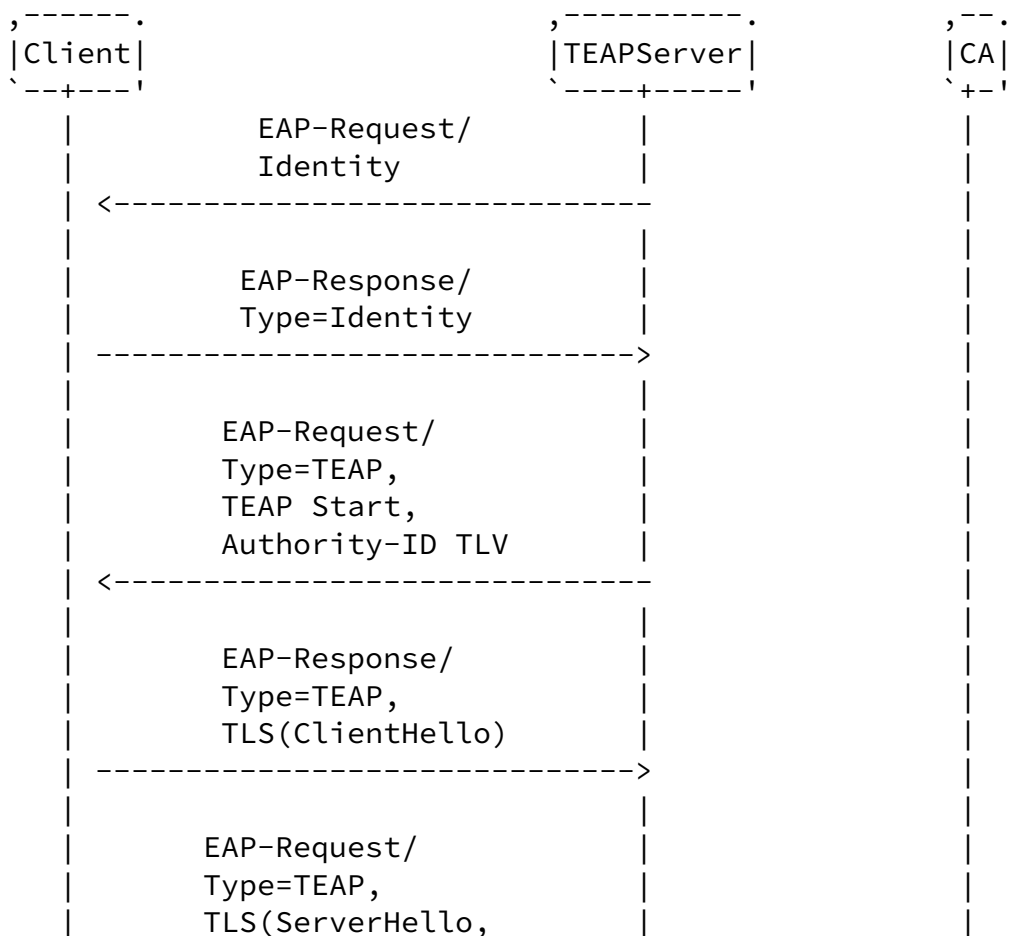 ,------. ,----------. ,--.
|Client| |TEAPServer| |CA|
`--+---' `----+-----' `+-'
| EAP-Request/ | |
| Identity | |
| <------------------------------ |
| | |
| EAP-Response/ | |
| Type=Identity | |
| ------------------------------> |
| | |
| EAP-Request/ | |
| Type=TEAP, | |
| TEAP Start, | |
| Authority-ID TLV | |
| <------------------------------ |
| | |
| EAP-Response/ | |
| Type=TEAP, | |
| TLS(ClientHello) | |
| ------------------------------> |
| | |
| EAP-Request/ | |
| Type=TEAP, | |
| TLS(ServerHello, | |